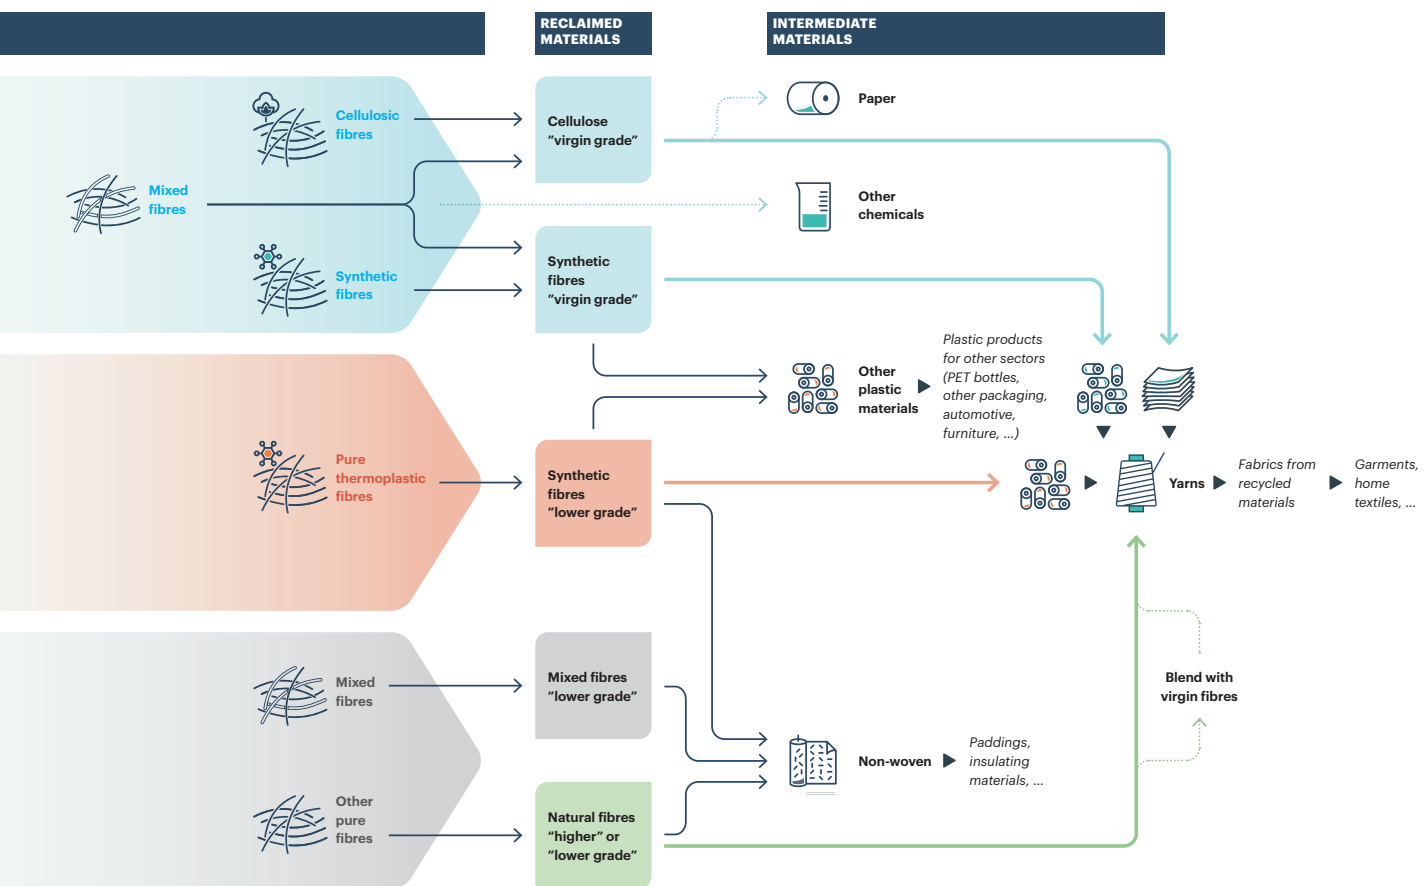 RECLAIMED
MATERIALS
INTERMEDIATE
MATERIALS
Cellulosic
fibres
Mixed
fibres
Synthetic
fibres
Cellulose
"virgin grade"
Synthetic
fibres
"virgin grade"
Paper
Other
chemicals
Other
plastic
materials
Plastic products
for other sectors
(PET bottles,
other packaging,
automotive,
furniture, ...)
Pure
thermoplastic
fibres
Synthetic
fibres
"lower grade"
Yarns
Fabrics from
recycled
materials
Garments,
home
textiles, ...
Mixed
fibres
Mixed fibres
"lower grade"
Blend with
virgin fibres
Non-woven
Paddings,
insulating
materials, ...
Other
pure
fibres
Natural fibres
"higher" or
"lower grade"